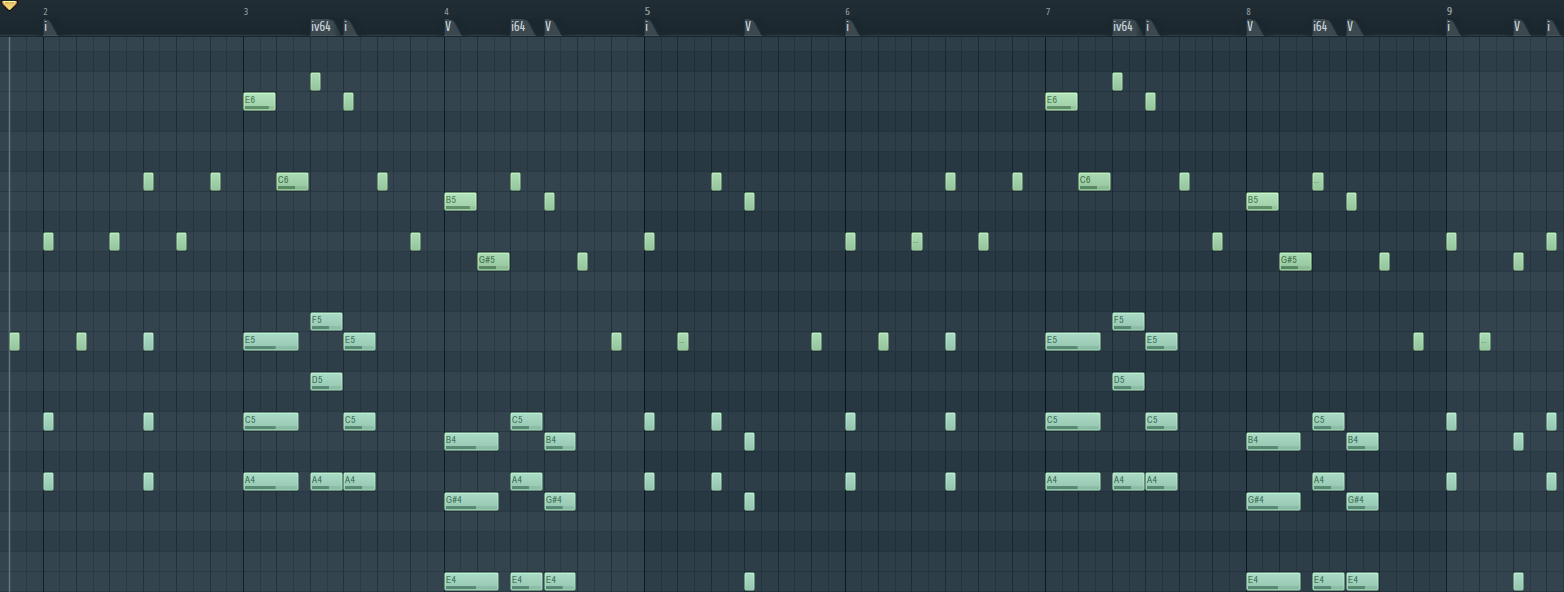 2 3 4 5 6 7 8 9
i iv64 i V i64 V i V i iv64 i V i64 V i V i
E6 E6
C6 C6
B5 B5
G#5 G#5
F5 F5
E5 E5 E5 E5
D5 D5
C5 C5 C5 C5 C5 C5
B4 B4 B4 B4
A4 A4 A4 A4 A4 A4 A4 A4
G#4 G#4 G#4 G#4
E4 E4 E4 E4 E4 E4